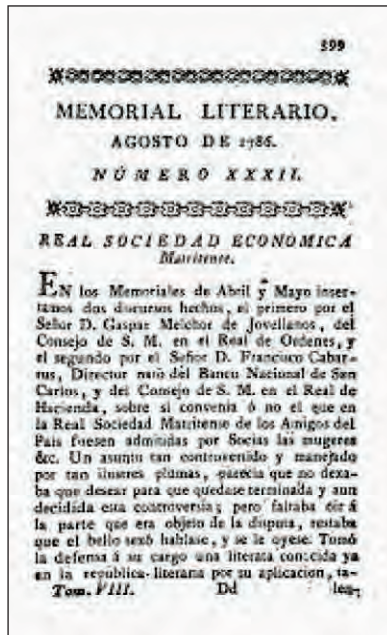 399
MEMORIAL LITERARIO.
AGOSTO DE 1786.
NÚMERO XXXII.
REAL SOCIEDAD ECONOMICA
Matritense.
EN los Memoriales de Abril y Mayo inser-
tamos dos discursos hechos, el primero por el
Señor D. Gaspar Melchor de Jovellanos, del
Consejo de S. M. en el Real de Ordenes, y
el segundo por el Señor D. Francisco Cabar-
rus, Director nato del Banco Nacional de San
Carlos, y del Consejo de S. M. en el Real de
Hacienda, sobre si convenia ó no el que en
la Real Sociedad Matritense de los Amigos del
Pais fuesen admitidas por Socias las mugeres
&c. Un asunto tan controvertido y manejado
por tan ilustres plumas, parecia que no dexa-
ba que desear para que quedase terminada y aun
decidida esta controversia; pero faltaba oir á
la parte que era objeto de la disputa, restaba
que el bello sexô hablase, y se le oyese. Tomó
la defensa á su cargo una literata conocida ya
en la república literaria por su aplicacion, ta-
Tom. VIII. Dd len-